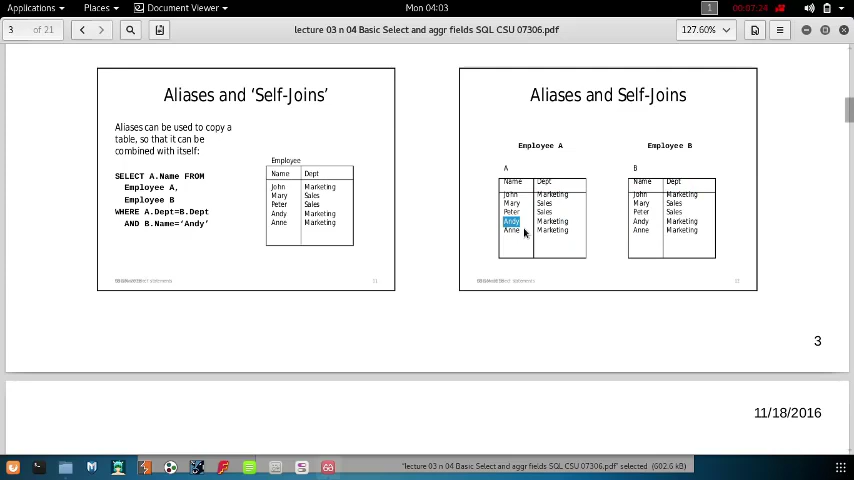 Applications
Places
Document Viewer
Mon 04:03
1
00:07:24
3
of 21
lecture 03 n 04 Basic Select and aggr fields SQL CSU 07306.pdf
127.60%
Aliases and ‘Self-Joins’
Aliases can be used to copy a
table, so that it can be
combined with itself:
SELECT A.Name FROM
Employee A,
Employee B
WHERE A.Dept=B.Dept
AND B.Name=‘Andy’
Employee
Name Dept
John Marketing
Mary Sales
Peter Sales
Andy Marketing
Anne Marketing
Aliases and Self-Joins
Employee A
A
Name Dept
John Marketing
Mary Sales
Peter Sales
Andy Marketing
Anne Marketing
Employee B
B
Name Dept
John Marketing
Mary Sales
Peter Sales
Andy Marketing
Anne Marketing
3
11/18/2016
"lecture 03 n 04 Basic Select and aggr fields SQL CSU 07306.pdf" selected (602.6 kB)